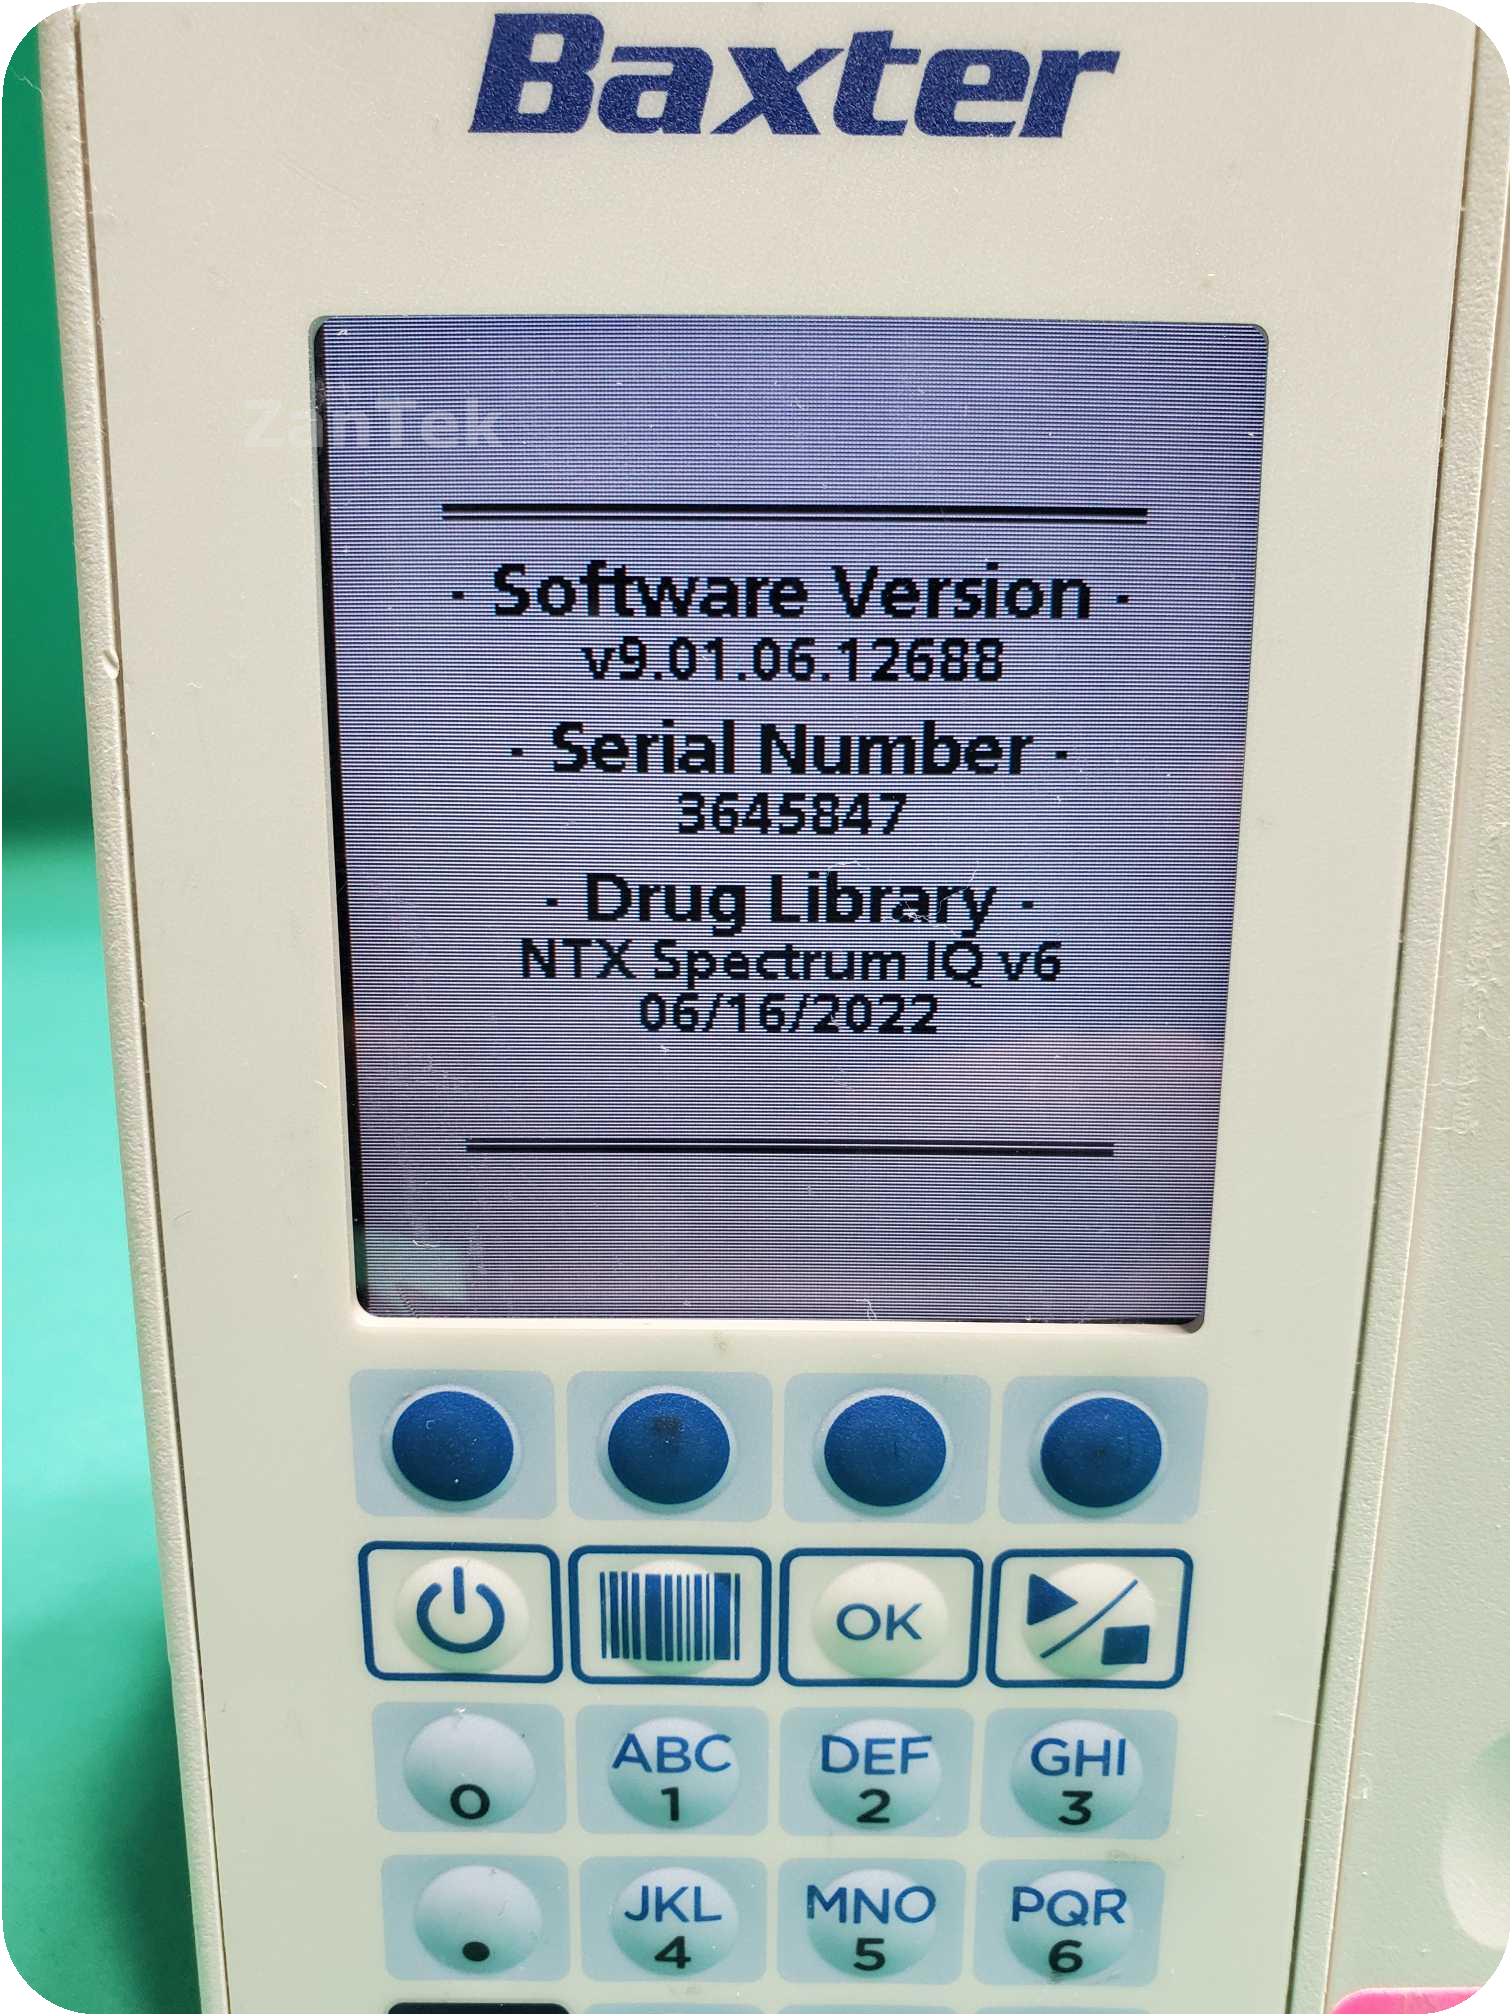 Baxter
ZanTek
- Software Version -
v9.01.06.12688
- Serial Number -
3645847
- Drug Library -
NTX Spectrum IQ v6
06/16/2022
OK
0
ABC
1
DEF
2
GHI
3
.
JKL
4
MNO
5
PQR
6